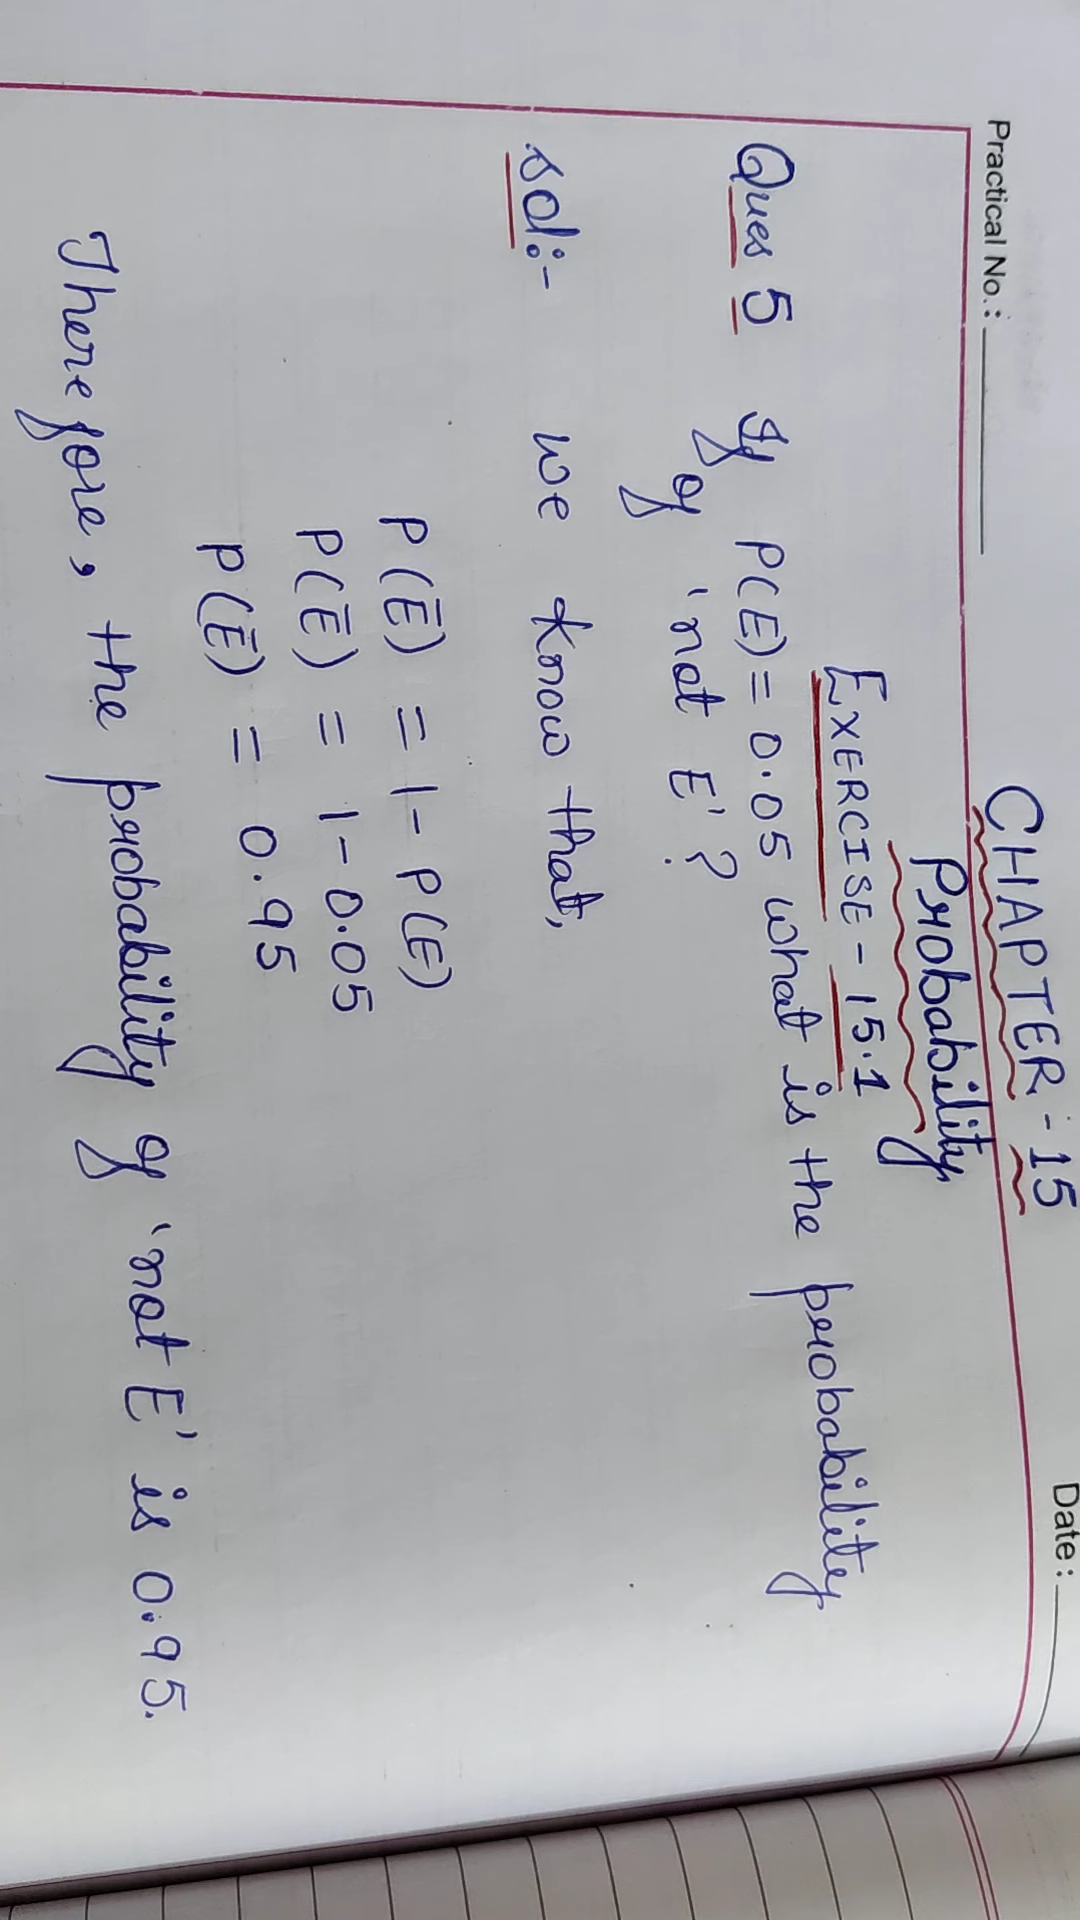 Practical No.:
Date:
CHAPTER - 15
Probability
EXERCISE - 15.1
Ques 5 If P(E) = 0.05 what is the probability
of 'not E'?
sol:- we know that,
P(E̅) = 1 - P(E)
P(E̅) = 1 - 0.05
P(E̅) = 0.95
Therefore, the probability of 'not E' is 0.95.